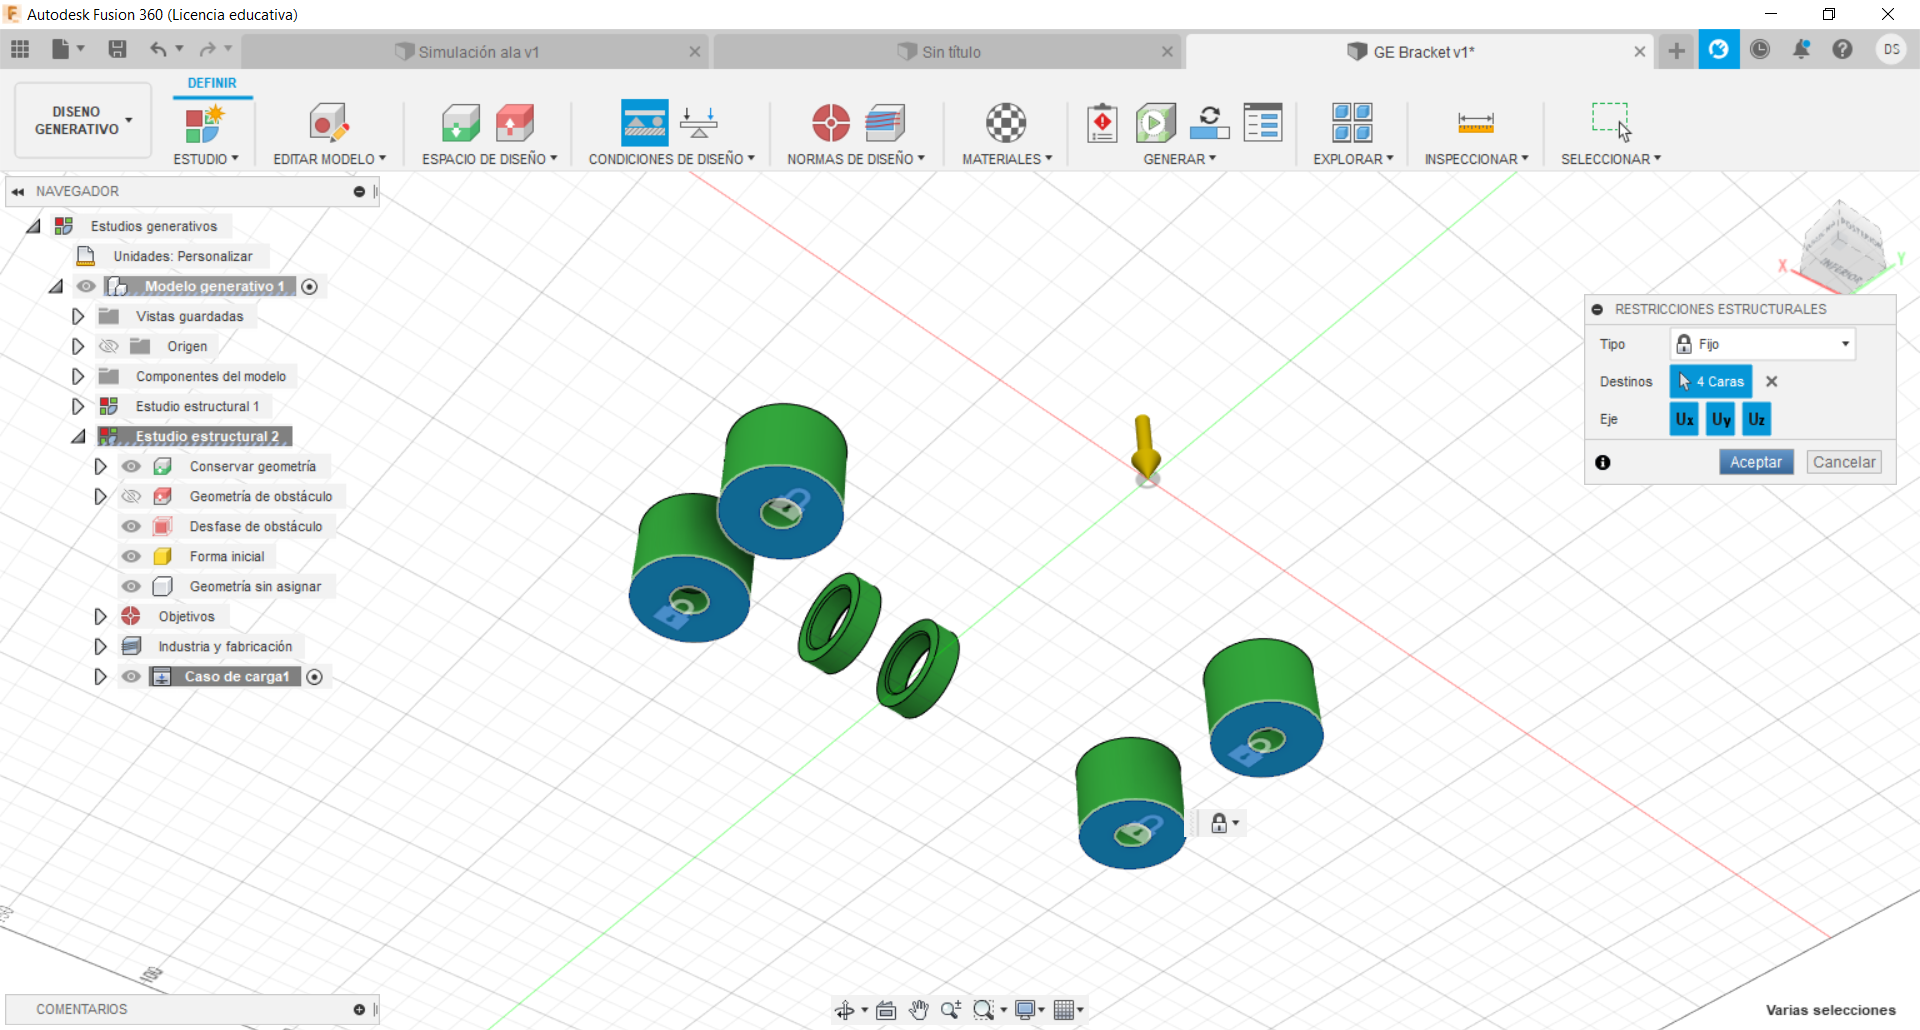 Autodesk Fusion 360 (Licencia educativa)
Simulación ala v1
Sin título
GE Bracket v1*
DS
DEFINIR
DISENO
GENERATIVO
ESTUDIO
EDITAR MODELO
ESPACIO DE DISEÑO
CONDICIONES DE DISEÑO
NORMAS DE DISEÑO
MATERIALES
GENERAR
EXPLORAR
INSPECCIONAR
SELECCIONAR
NAVEGADOR
Estudios generativos
Unidades: Personalizar
Modelo generativo 1
Vistas guardadas
Origen
Componentes del modelo
Estudio estructural 1
Estudio estructural 2
Conservar geometría
Geometría de obstáculo
Desfase de obstáculo
Forma inicial
Geometría sin asignar
Objetivos
Industria y fabricación
Caso de carga1
X
Y
INFERIOR
RESTRICCIONES ESTRUCTURALES
Tipo
Fijo
Destinos
4 Caras
Eje
Ux Uy Uz
Aceptar
Cancelar
100
COMENTARIOS
Varias selecciones